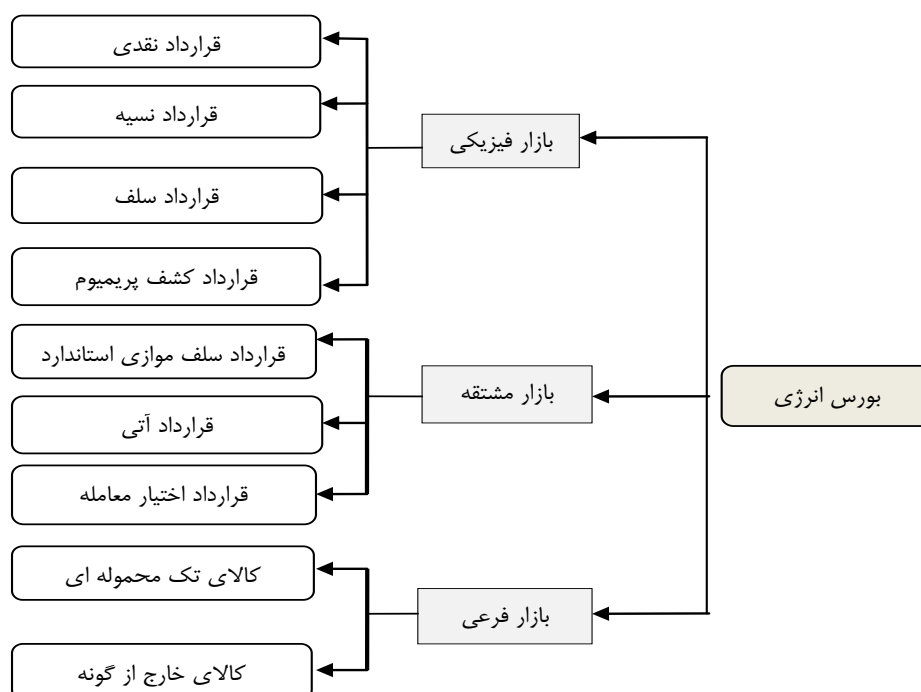 بورس انرژی
بازار فیزیکی
قرارداد نقدی
قرارداد نسیه
قرارداد سلف
قرارداد کشف پریمیوم
بازار مشتقه
قرارداد سلف موازی استاندارد
قرارداد آتی
قرارداد اختیار معامله
بازار فرعی
کالای تک محموله ای
کالای خارج از گونه